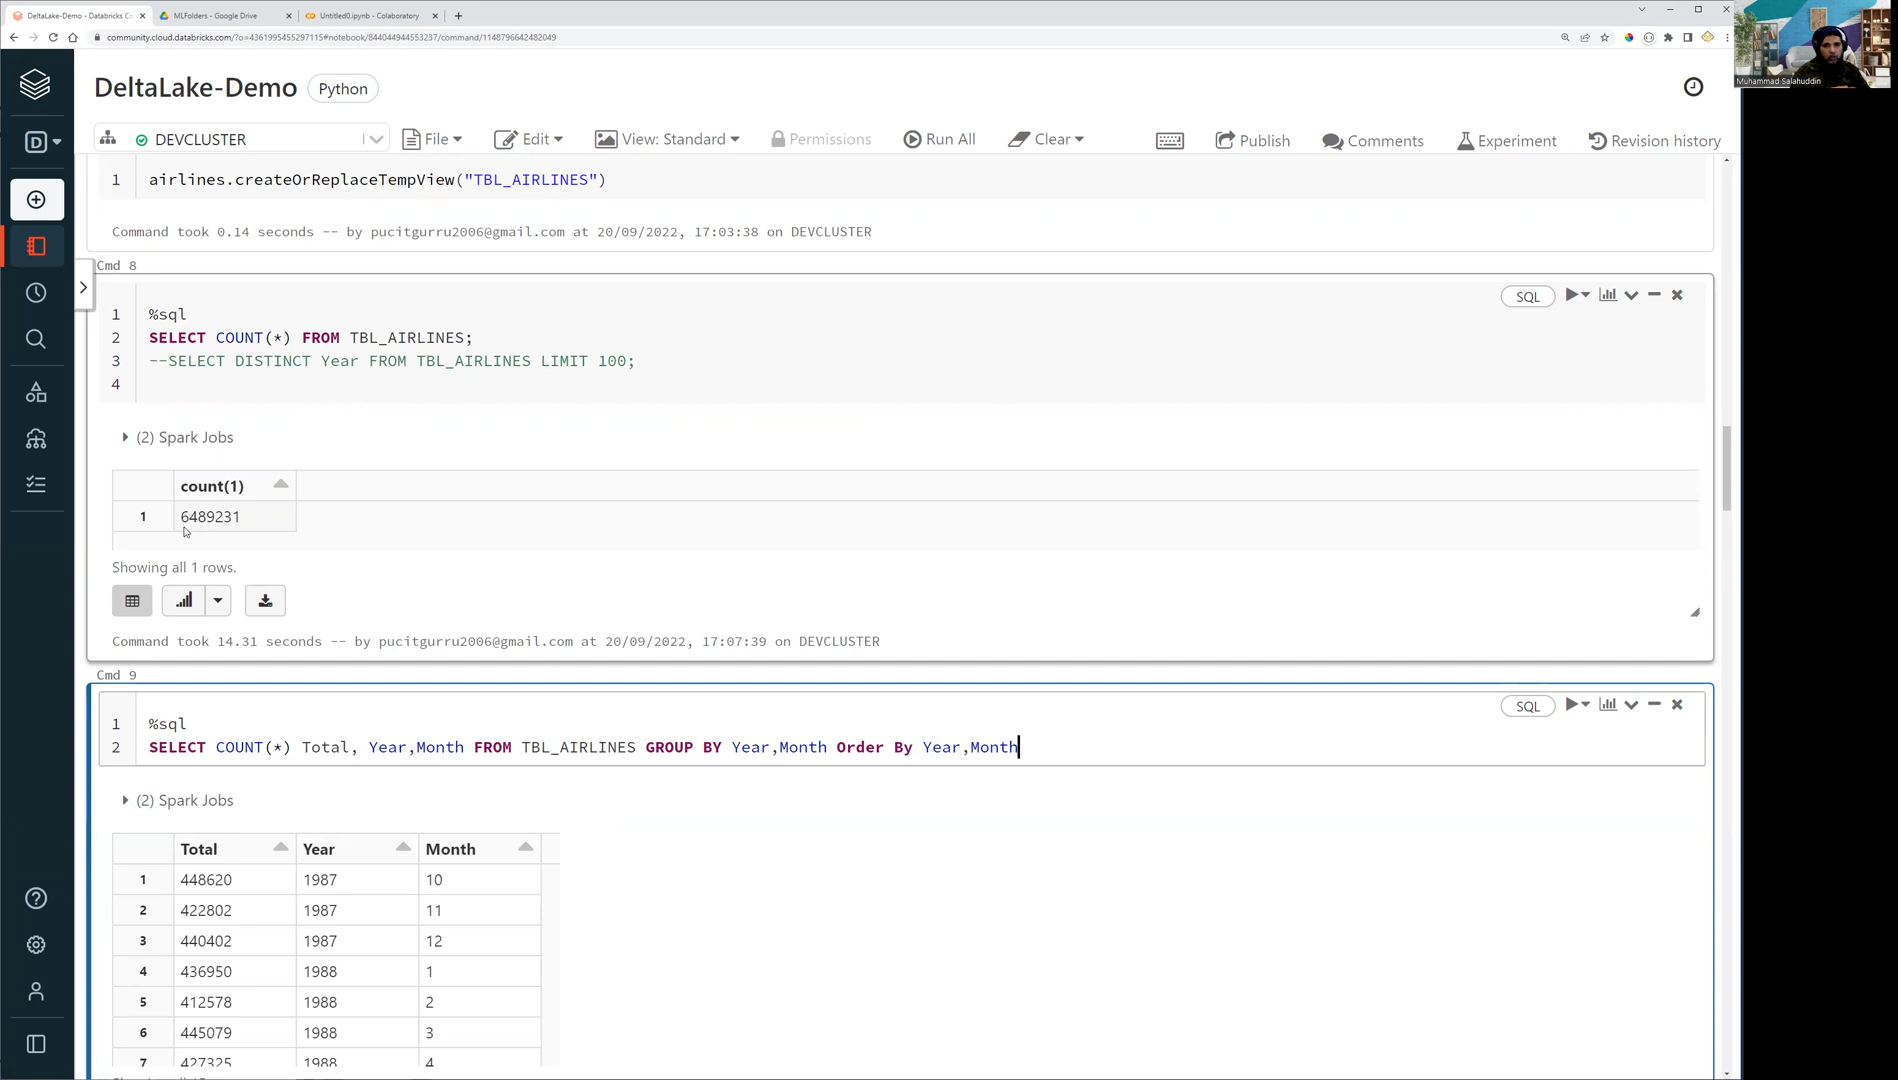 DeltaLake-Demo - Databricks Co
MLFolders - Google Drive
Untitled0.ipynb - Colaboratory
community.cloud.databricks.com/?o=4361995455297115#notebook/844044944553237/command/1148796642482049
Muhammad Salahuddin
DeltaLake-Demo Python
D
DEVCLUSTER File Edit View: Standard Permissions Run All Clear Publish Comments Experiment Revision history
1 airlines.createOrReplaceTempView("TBL_AIRLINES")
Command took 0.14 seconds -- by pucitgurru2006@gmail.com at 20/09/2022, 17:03:38 on DEVCLUSTER
Cmd 8
SQL
1 %sql
2 SELECT COUNT(*) FROM TBL_AIRLINES;
3 --SELECT DISTINCT Year FROM TBL_AIRLINES LIMIT 100;
4
(2) Spark Jobs
count(1)
1 6489231
Showing all 1 rows.
Command took 14.31 seconds -- by pucitgurru2006@gmail.com at 20/09/2022, 17:07:39 on DEVCLUSTER
Cmd 9
SQL
1 %sql
2 SELECT COUNT(*) Total, Year,Month FROM TBL_AIRLINES GROUP BY Year,Month Order By Year,Month
(2) Spark Jobs
Total Year Month
1 448620 1987 10
2 422802 1987 11
3 440402 1987 12
4 436950 1988 1
5 412578 1988 2
6 445079 1988 3
7 427325 1988 4